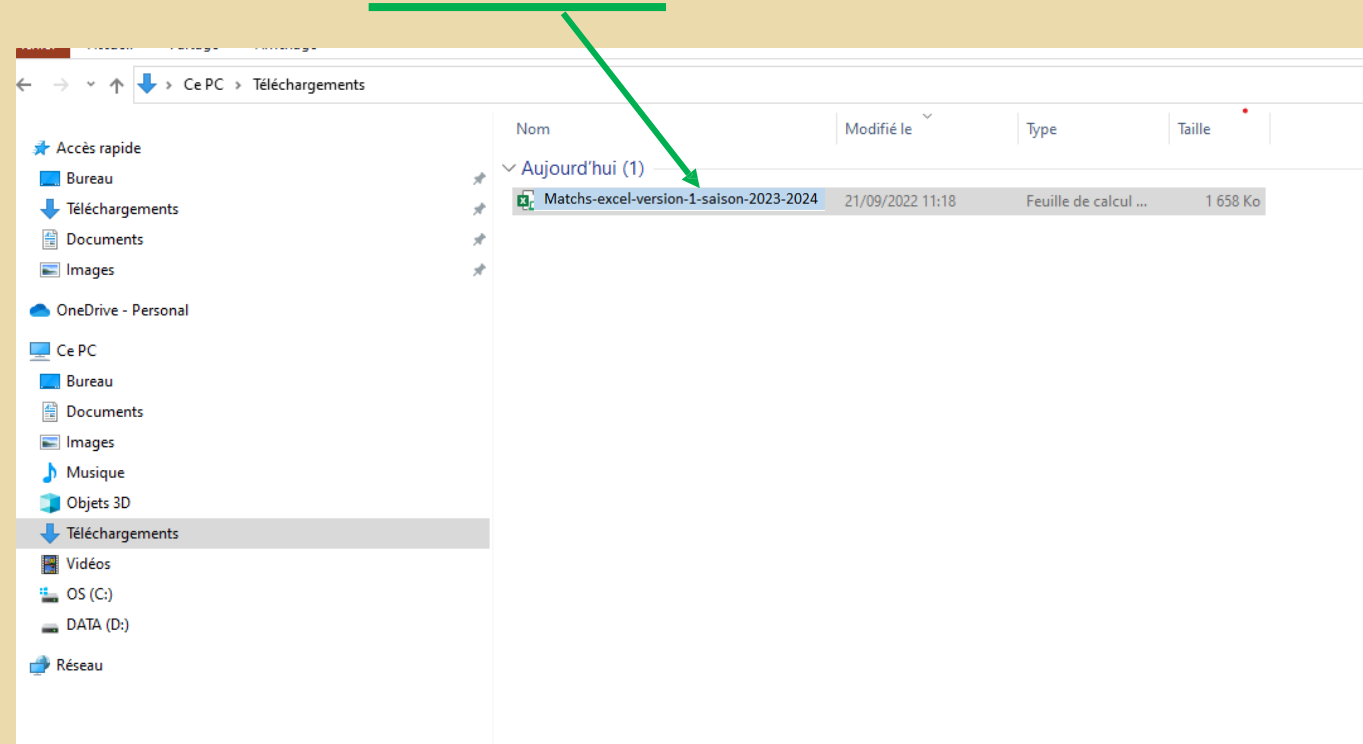 Ce PC > Téléchargements
Nom Modifié le Type Taille
Accès rapide
Aujourd'hui (1)
Bureau
Matchs-excel-version-1-saison-2023-2024 21/09/2022 11:18 Feuille de calcul ... 1 658 Ko
Téléchargements
Documents
Images
OneDrive - Personal
Ce PC
Bureau
Documents
Images
Musique
Objets 3D
Téléchargements
Vidéos
OS (C:)
DATA (D:)
Réseau